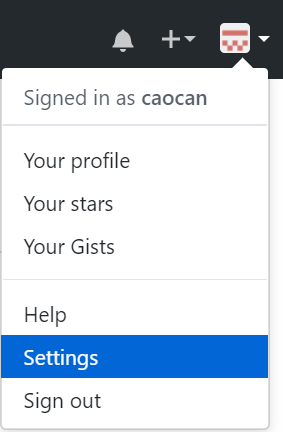 Signed in as caocan
Your profile
Your stars
Your Gists
Help
Settings
Sign out